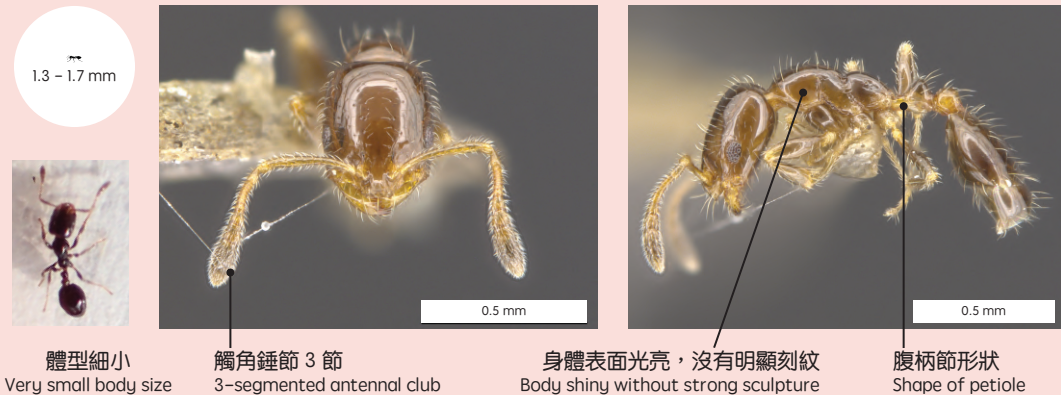 1.3 – 1.7 mm
0.5 mm
0.5 mm
體型細小
Very small body size
觸角錘節 3 節
3-segmented antennal club
身體表面光亮，沒有明顯刻紋
Body shiny without strong sculpture
腹柄節形狀
Shape of petiole